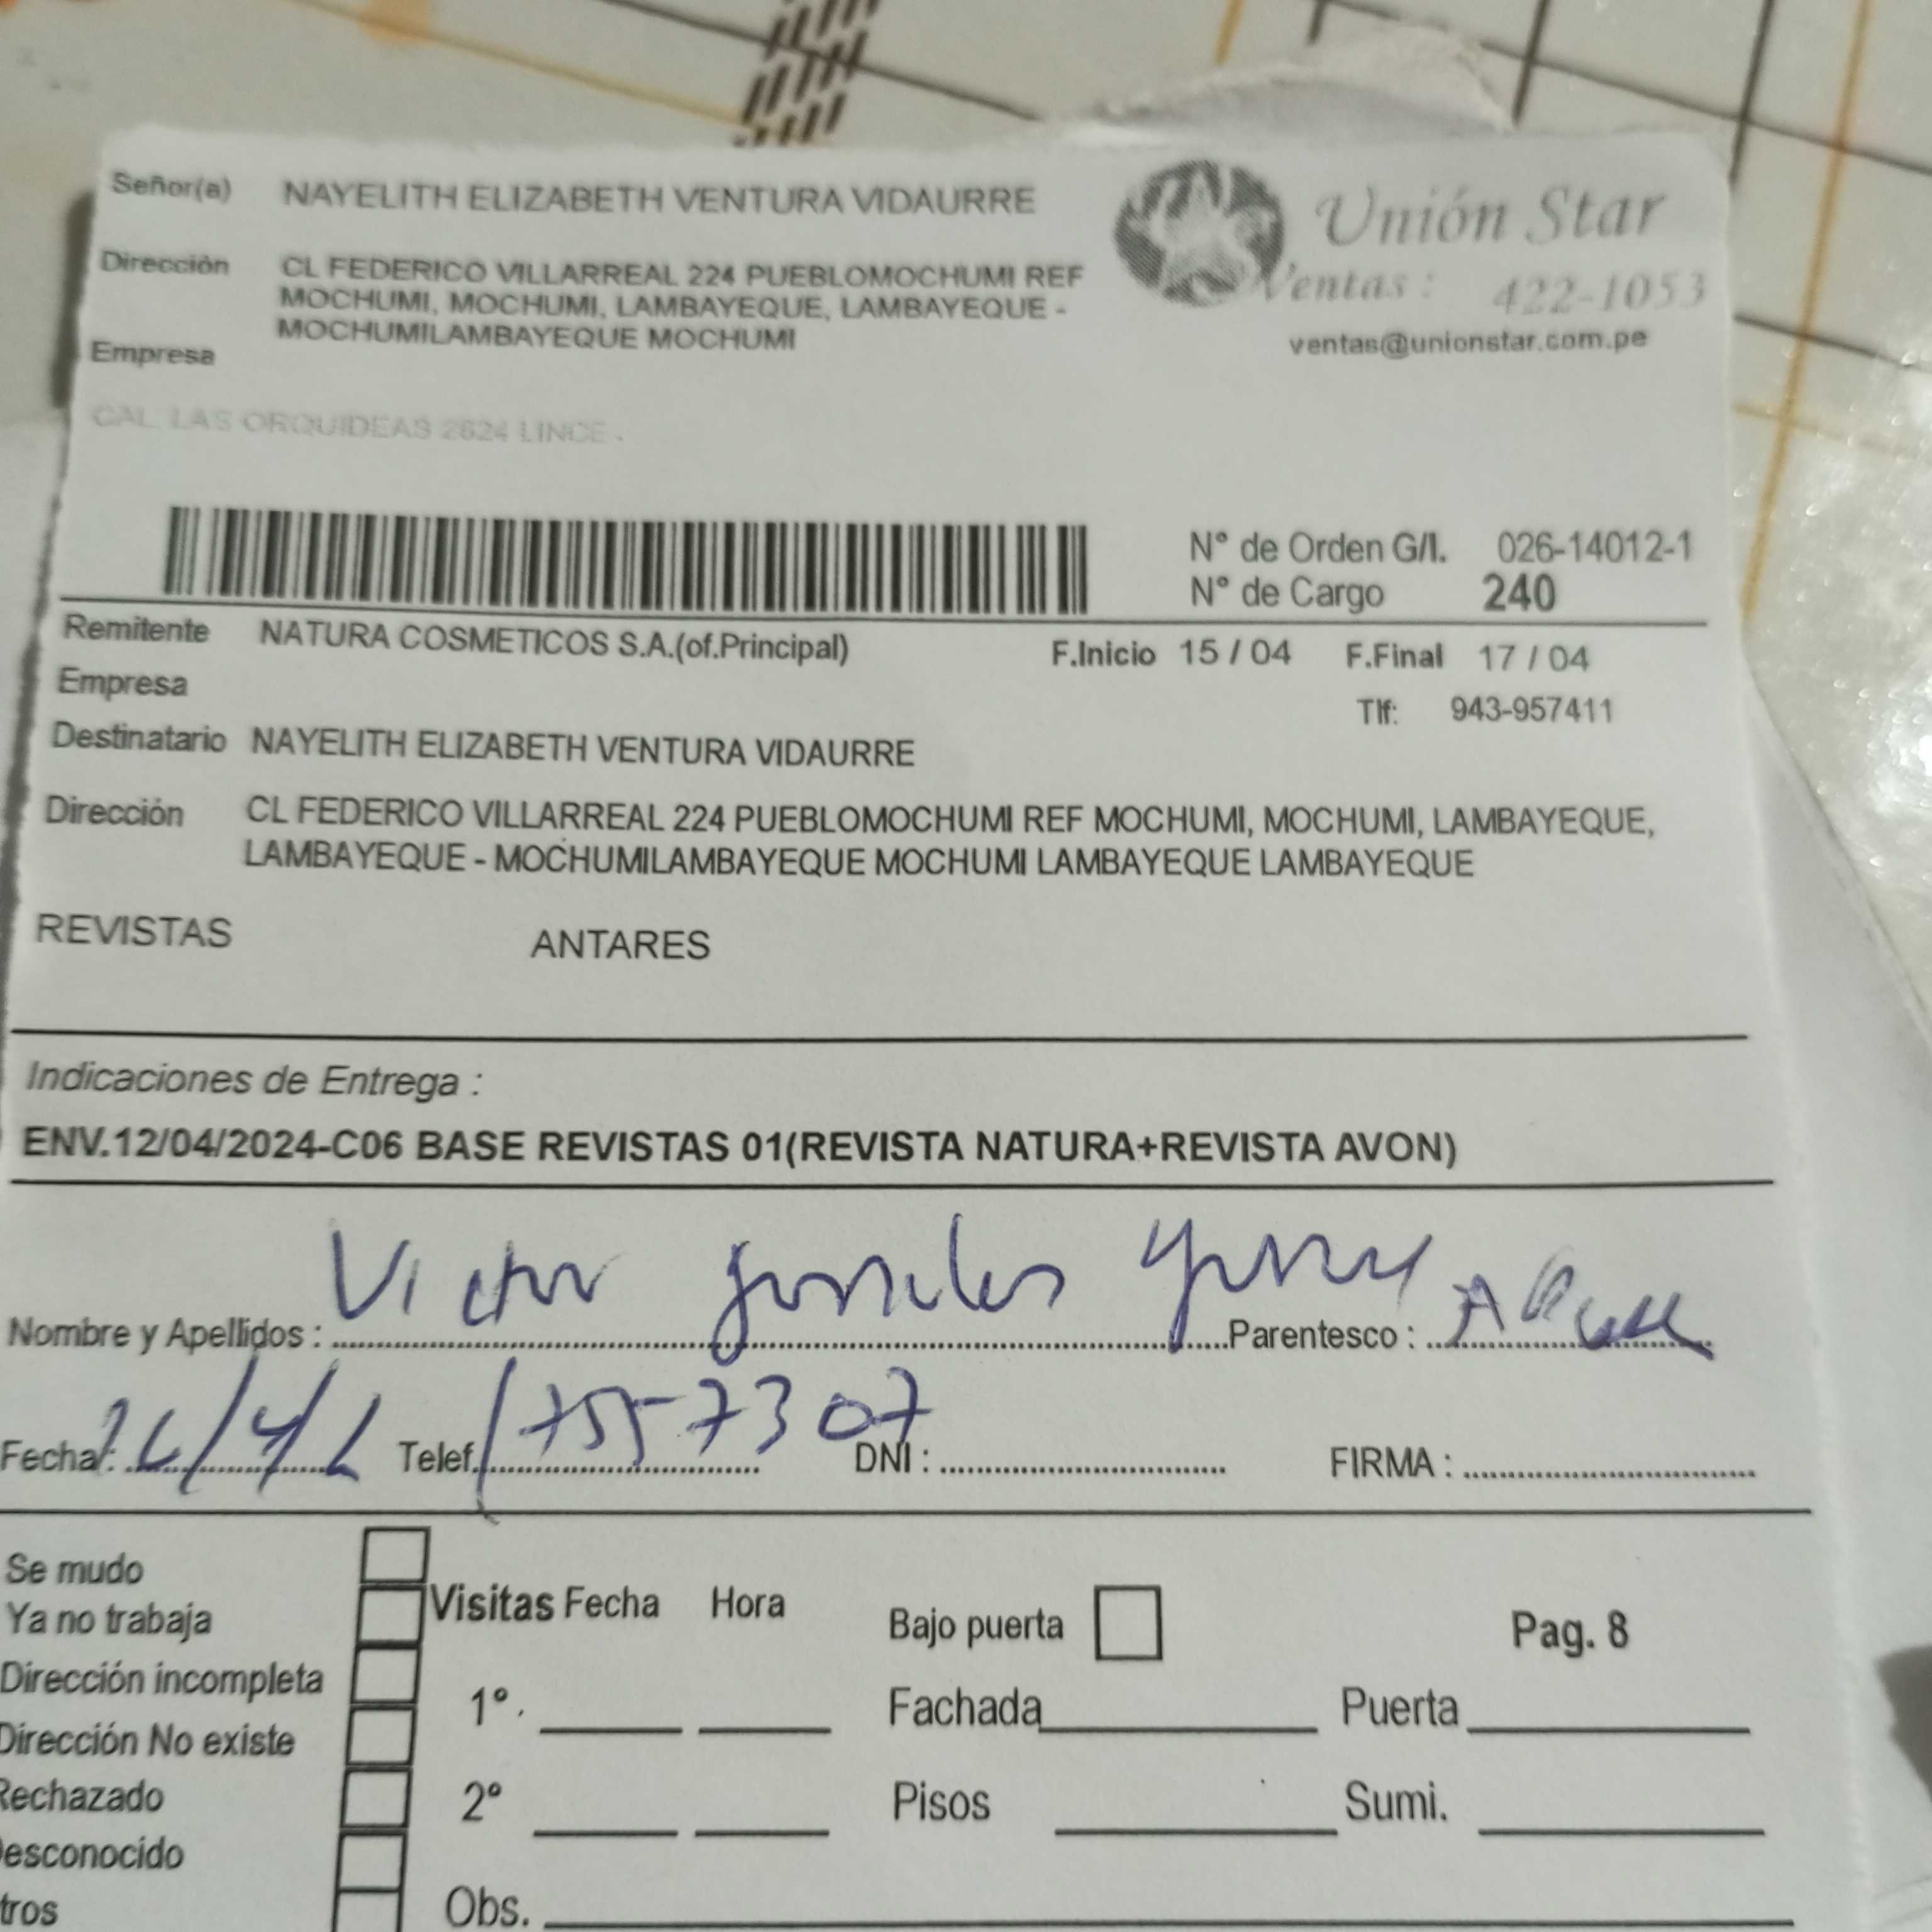 Señor(a) NAYELITH ELIZABETH VENTURA VIDAURRE
Unión Star
Ventas : 422-1053
ventas@unionstar.com.pe
Dirección CL FEDERICO VILLARREAL 224 PUEBLOMOCHUMI REF
MOCHUMI, MOCHUMI, LAMBAYEQUE, LAMBAYEQUE -
MOCHUMILAMBAYEQUE MOCHUMI
Empresa
CAL. LAS ORQUIDEAS 2624 LINCE -
N° de Orden G/I. 026-14012-1
N° de Cargo 240
Remitente NATURA COSMETICOS S.A.(of.Principal) F.Inicio 15 / 04 F.Final 17 / 04
Empresa Tlf: 943-957411
Destinatario NAYELITH ELIZABETH VENTURA VIDAURRE
Dirección CL FEDERICO VILLARREAL 224 PUEBLOMOCHUMI REF MOCHUMI, MOCHUMI, LAMBAYEQUE,
LAMBAYEQUE - MOCHUMILAMBAYEQUE MOCHUMI LAMBAYEQUE LAMBAYEQUE
REVISTAS ANTARES
Indicaciones de Entrega :
ENV.12/04/2024-C06 BASE REVISTAS 01(REVISTA NATURA+REVISTA AVON)
Nombre y Apellidos : Victor Parentesco :
Fecha : Telef. 7557307 DNI : FIRMA :
Se mudo
Ya no trabaja
Dirección incompleta
Dirección No existe
Rechazado
esconocido
tros
Visitas Fecha Hora
1°.
2°
Obs.
Bajo puerta Pag. 8
Fachada Puerta
Pisos Sumi.